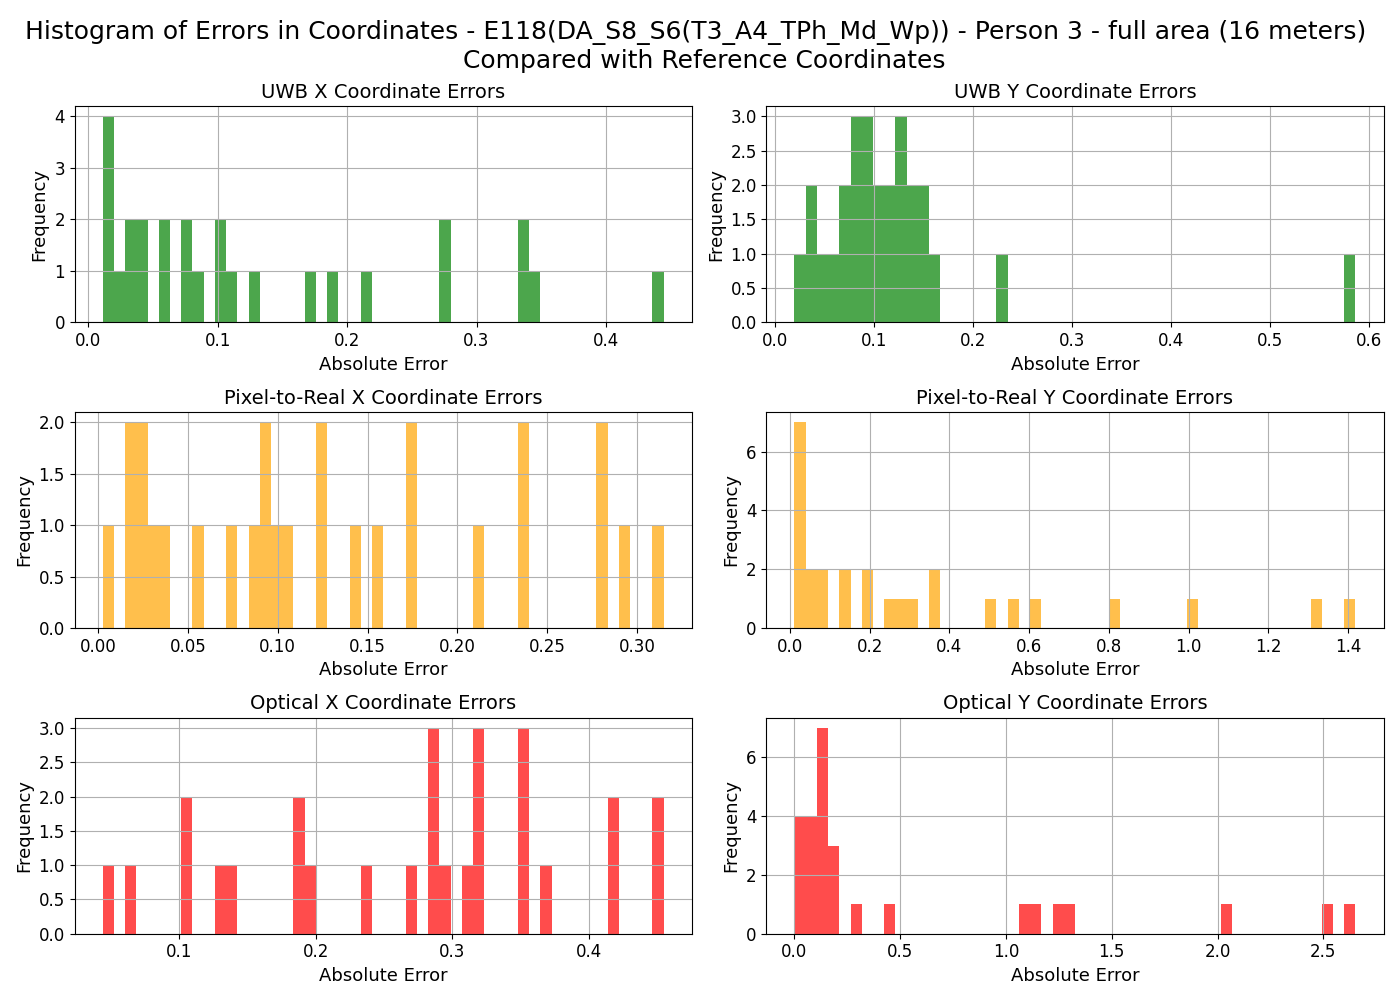 Histogram of Errors in Coordinates - E118(DA_S8_S6(T3_A4_TPh_Md_Wp)) - Person 3 - full area (16 meters)
Compared with Reference Coordinates
UWB X Coordinate Errors
Frequency
4
3
2
1
0
0.0 0.1 0.2 0.3 0.4
Absolute Error
UWB Y Coordinate Errors
Frequency
3.0
2.5
2.0
1.5
1.0
0.5
0.0
0.0 0.1 0.2 0.3 0.4 0.5 0.6
Absolute Error
Pixel-to-Real X Coordinate Errors
Frequency
2.0
1.5
1.0
0.5
0.0
0.00 0.05 0.10 0.15 0.20 0.25 0.30
Absolute Error
Pixel-to-Real Y Coordinate Errors
Frequency
6
4
2
0
0.0 0.2 0.4 0.6 0.8 1.0 1.2 1.4
Absolute Error
Optical X Coordinate Errors
Frequency
3.0
2.5
2.0
1.5
1.0
0.5
0.0
0.1 0.2 0.3 0.4
Absolute Error
Optical Y Coordinate Errors
Frequency
6
4
2
0
0.0 0.5 1.0 1.5 2.0 2.5
Absolute Error